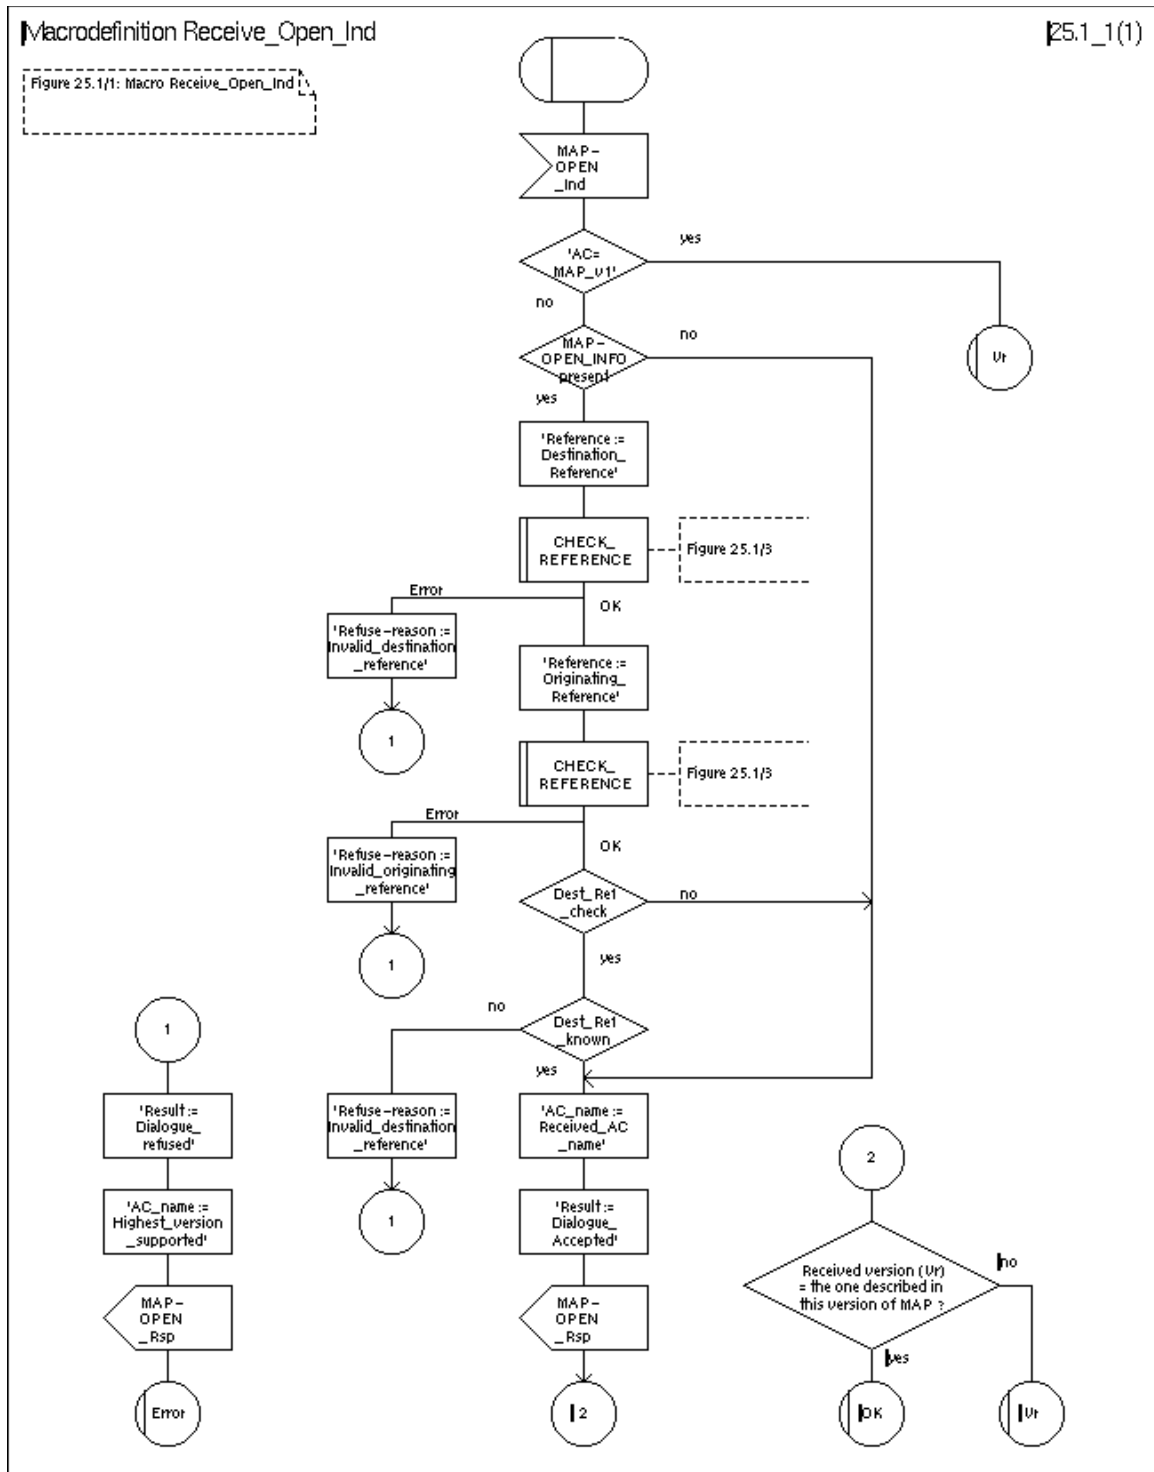 Macrodefinition Receive_Open_Ind
25.1_1(1)
Figure 25.1/1: Macro Receive_Open_Ind
MAP-
OPEN
_Ind
yes
'AC=
MAP_v1'
no
MAP-
OPEN_INFO
present
no
Vr
yes
'Reference :=
Destination_
Reference'
CHECK_
REFERENCE
Figure 25.1/3
Error
OK
'Refuse-reason :=
Invalid_destination
_reference'
'Reference :=
Originating_
Reference'
1
CHECK_
REFERENCE
Figure 25.1/3
Error
OK
'Refuse-reason :=
Invalid_originating
_reference'
Dest_Ref
_check
no
1
yes
no
1
Dest_Ref
_known
yes
'Result :=
Dialogue_
refused'
'Refuse-reason :=
Invalid_destination
_reference'
'AC_name :=
Received_AC
_name'
2
'AC_name :=
Highest_version
_supported'
1
'Result :=
Dialogue_
Accepted'
Received version (Vr)
= the one described in
this version of MAP ?
no
MAP-
OPEN
_Rsp
MAP-
OPEN
_Rsp
yes
Error
2
OK
Vr